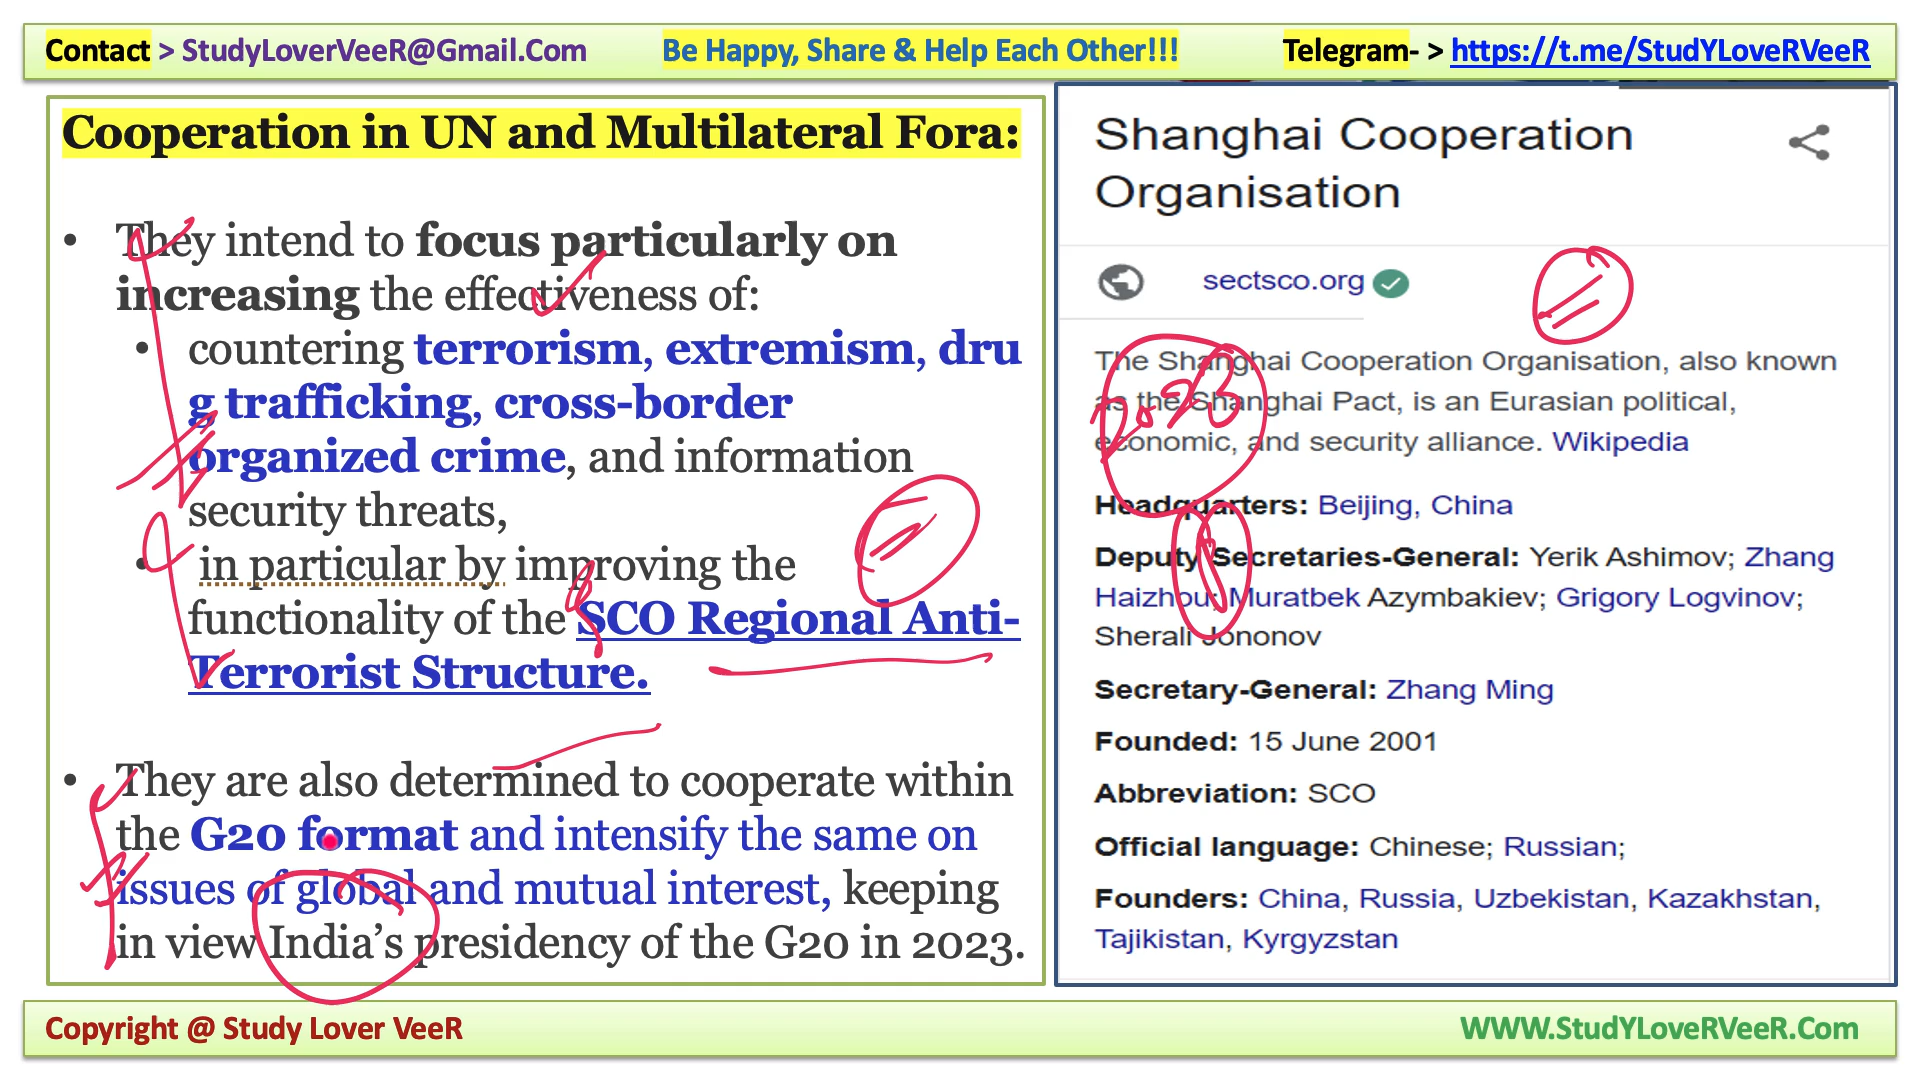 Contact > StudyLoverVeeR@Gmail.Com Be Happy, Share & Help Each Other!!! Telegram- > https://t.me/StudYLoveRVeeR
Cooperation in UN and Multilateral Fora:
• They intend to focus particularly on
increasing the effectiveness of:
• countering terrorism, extremism, dru
g trafficking, cross-border
organized crime, and information
security threats,
• in particular by improving the
functionality of the SCO Regional Anti-
Terrorist Structure.
• They are also determined to cooperate within
the G20 format and intensify the same on
issues of global and mutual interest, keeping
in view India's presidency of the G20 in 2023.
Shanghai Cooperation
Organisation
sectsco.org
The Shanghai Cooperation Organisation, also known
as the Shanghai Pact, is an Eurasian political,
economic, and security alliance. Wikipedia
2023
Headquarters: Beijing, China
Deputy Secretaries-General: Yerik Ashimov; Zhang
Haizhou; Muratbek Azymbakiev; Grigory Logvinov;
Sherali Jononov
Secretary-General: Zhang Ming
Founded: 15 June 2001
Abbreviation: SCO
Official language: Chinese; Russian;
Founders: China, Russia, Uzbekistan, Kazakhstan,
Tajikistan, Kyrgyzstan
Copyright @ Study Lover VeeR WWW.StudYLoveRVeeR.Com